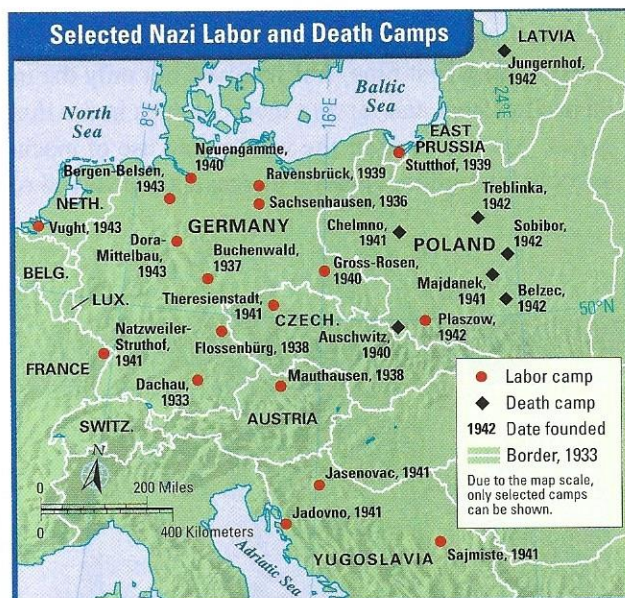 Selected Nazi Labor and Death Camps
LATVIA
Jungernhof,
1942
North
Sea
8°E
Baltic
Sea
16°E
24°E
EAST
PRUSSIA
Stutthof, 1939
Neuengamme,
1940
Bergen-Belsen,
1943
Ravensbrück, 1939
Sachsenhausen, 1936
NETH.
Vught, 1943
GERMANY
Treblinka,
1942
Chelmno,
1941
POLAND
Sobibor,
1942
Dora-
Mittelbau,
1943
Buchenwald,
1937
Gross-Rosen,
1940
BELG.
LUX.
Majdanek,
1941
Belzec,
1942
50°N
Theresienstadt,
1941
CZECH.
Auschwitz,
1940
Plaszow,
1942
Natzweiler-
Struthof,
1941
Flossenbürg, 1938
FRANCE
Dachau,
1933
Mauthausen, 1938
AUSTRIA
SWITZ.
N
0 200 Miles
0 400 Kilometers
Jasenovac, 1941
Jadovno, 1941
Adriatic Sea
YUGOSLAVIA
Sajmiste, 1941
Labor camp
Death camp
1942 Date founded
Border, 1933
Due to the map scale,
only selected camps
can be shown.